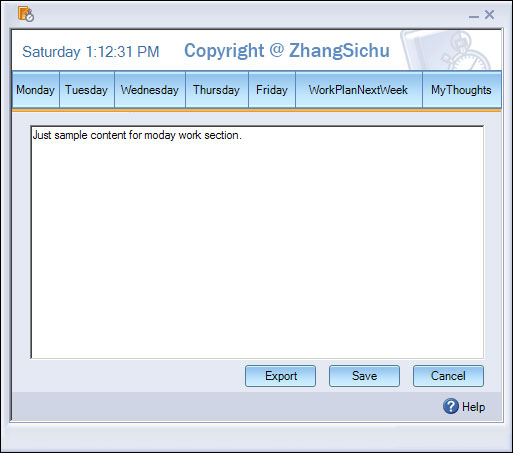 Saturday 1:12:31 PM Copyright @ ZhangSichu
Monday Tuesday Wednesday Thursday Friday WorkPlanNextWeek MyThoughts
Just sample content for moday work section.
Export Save Cancel
? Help